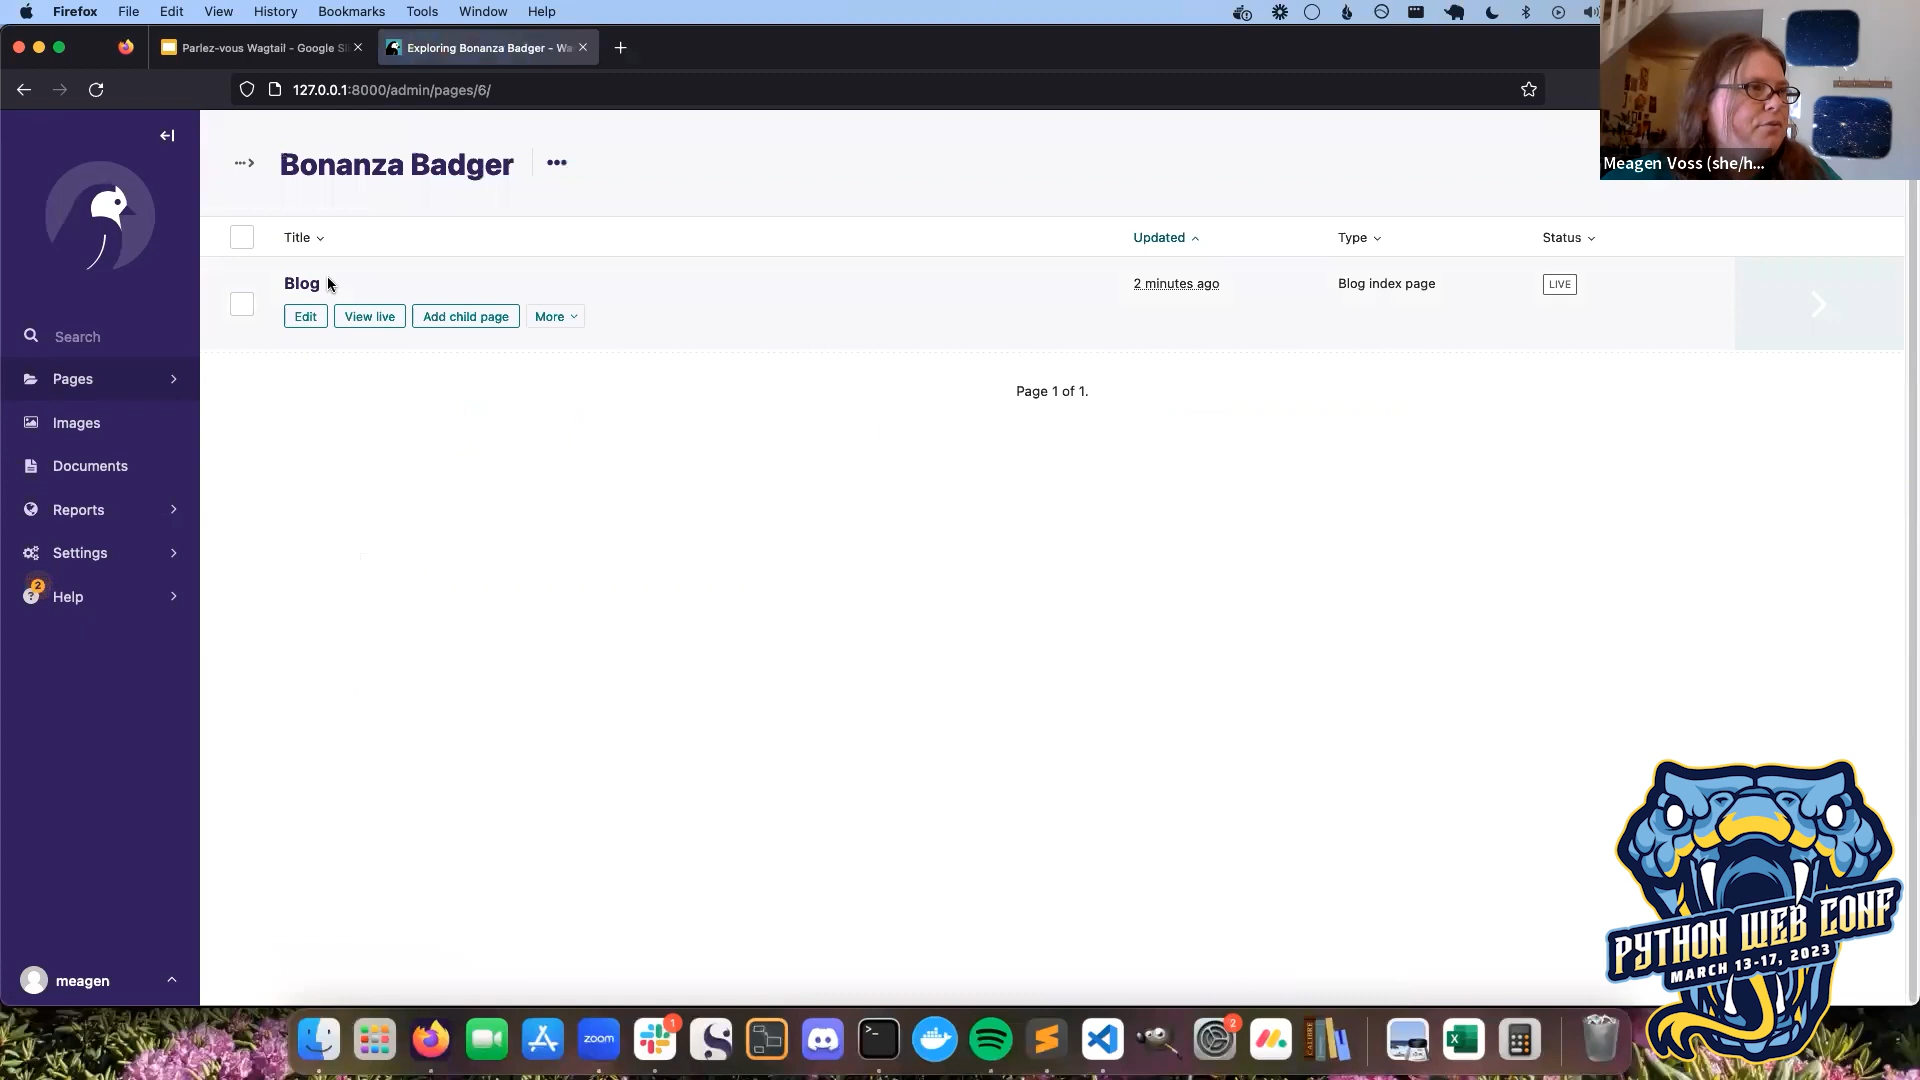 Firefox File Edit View History Bookmarks Tools Window Help
Parlez-vous Wagtail - Google Sl
Exploring Bonanza Badger - Wa
127.0.0.1:8000/admin/pages/6/
Meagen Voss (she/h...
Bonanza Badger
Title Updated Type Status
Blog 2 minutes ago Blog index page LIVE
Edit View live Add child page More
Page 1 of 1.
Search
Pages
Images
Documents
Reports
Settings
2
Help
meagen
PYTHON WEB CONF
MARCH 13-17, 2023
zoom
1
2
CALIBRE